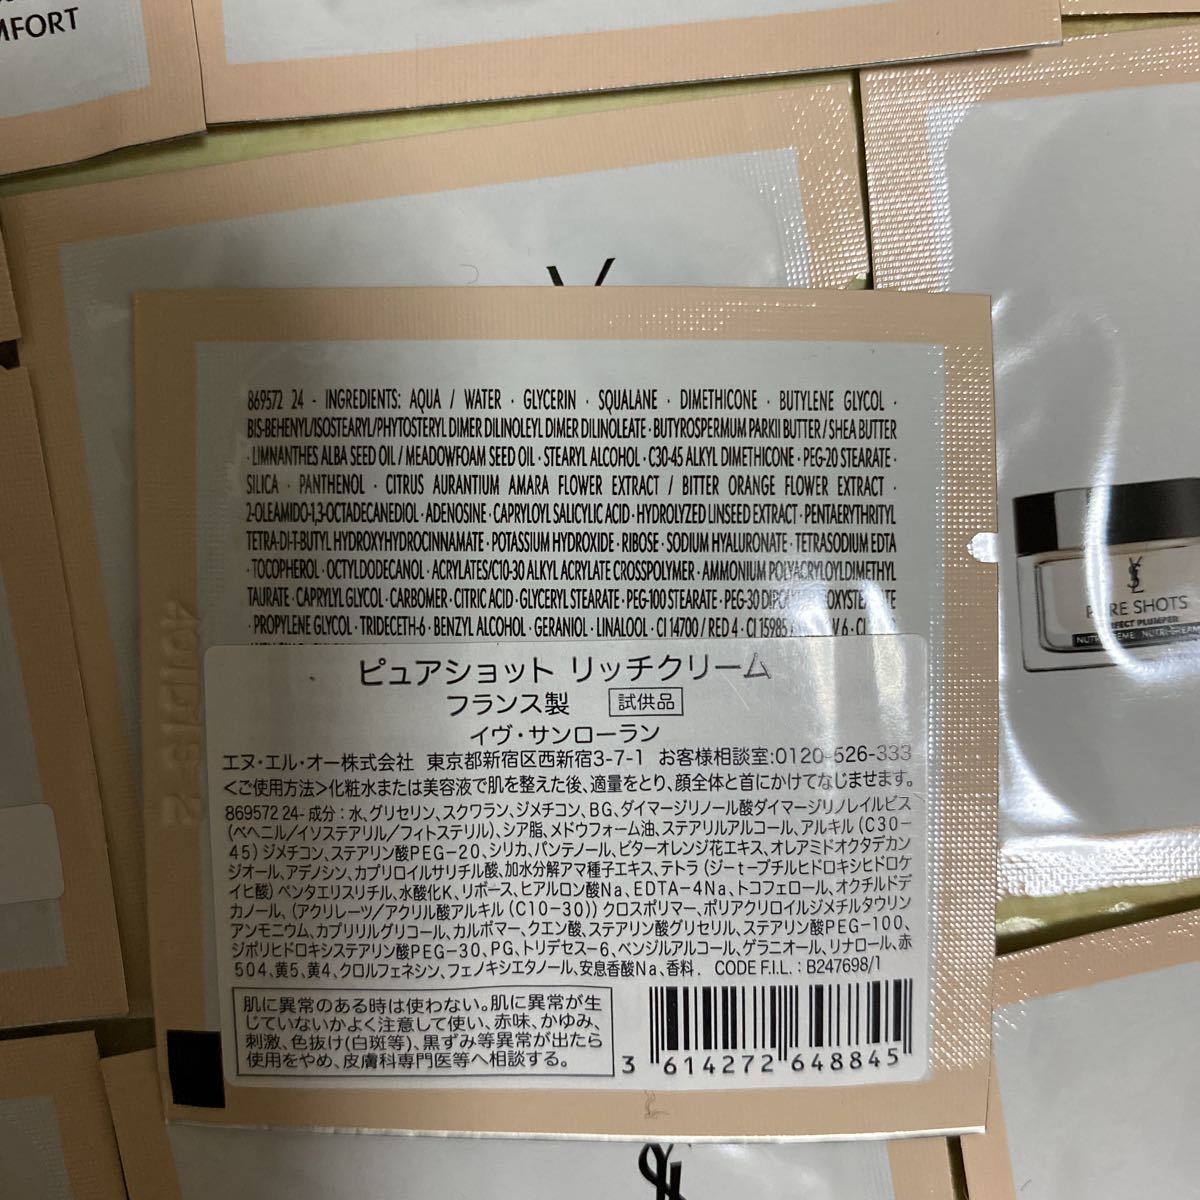 MFORT
869572 24 - INGREDIENTS: AQUA / WATER · GLYCERIN · SQUALANE · DIMETHICONE · BUTYLENE GLYCOL ·
BIS-BEHENYL/ISOSTEARYL/PHYTOSTERYL DIMER DILINOLEYL DIMER DILINOLEATE · BUTYROSPERMUM PARKII BUTTER / SHEA BUTTER
· LIMNANTHES ALBA SEED OIL / MEADOWFOAM SEED OIL · STEARYL ALCOHOL · C30-45 ALKYL DIMETHICONE · PEG-20 STEARATE ·
SILICA · PANTHENOL · CITRUS AURANTIUM AMARA FLOWER EXTRACT / BITTER ORANGE FLOWER EXTRACT ·
2-OLEAMIDO-1,3-OCTADECANEDIOL · ADENOSINE · CAPRYLOYL SALICYLIC ACID · HYDROLYZED LINSEED EXTRACT · PENTAERYTHRITYL
TETRA-DI-T-BUTYL HYDROXYHYDROCINNAMATE · POTASSIUM HYDROXIDE · RIBOSE · SODIUM HYALURONATE · TETRASODIUM EDTA
· TOCOPHEROL · OCTYLDODECANOL · ACRYLATES/C10-30 ALKYL ACRYLATE CROSSPOLYMER · AMMONIUM POLYACRYLOYLDIMETHYL
TAURATE · CAPRYLYL GLYCOL · CARBOMER · CITRIC ACID · GLYCERYL STEARATE · PEG-100 STEARATE · PEG-30
· PROPYLENE GLYCOL · TRIDECETH-6 · BENZYL ALCOHOL · GERANIOL · LINALOOL · CI 14700 / RED 4 · CI 15985
ピュアショット リッチクリーム
フランス製 試供品
イヴ・サンローラン
エヌ・エル・オー株式会社 東京都新宿区西新宿3-7-1 お客様相談室:0120-526-333
<ご使用方法>化粧水または美容液で肌を整えた後、適量をとり、顔全体と首にかけてなじませます。
869572 24- 成分:水、グリセリン、スクワラン、ジメチコン、BG、ダイマージリノール酸ダイマージリノレイルビス
(ベヘニル/イソステアリル/フィトステリル)、シア脂、メドウフォーム油、ステアリルアルコール、アルキル(C30-
45)ジメチコン、ステアリン酸PEG-20、シリカ、パンテノール、ビターオレンジ花エキス、オレアミドオクタデカン
ジオール、アデノシン、カプリロイルサリチル酸、加水分解アマ種子エキス、テトラ(ジーt-ブチルヒドロキシヒドロケ
イヒ酸)ペンタエリスリチル、水酸化K、リボース、ヒアルロン酸Na、EDTA-4Na、トコフェロール、オクチルドデ
カノール、(アクリレーツ/アクリル酸アルキル(C10-30))クロスポリマー、ポリアクリロイルジメチルタウリン
アンモニウム、カプリリルグリコール、カルボマー、クエン酸、ステアリン酸グリセリル、ステアリン酸PEG-100、
ジポリヒドロキシステアリン酸PEG-30、PG、トリデセス-6、ベンジルアルコール、ゲラニオール、リナロール、赤
504、黄5、黄4、クロルフェネシン、フェノキシエタノール、安息香酸Na、香料. CODE F.I.L. : B247698/1
肌に異常のある時は使わない。肌に異常が生
じていないかよく注意して使い、赤味、かゆみ、
刺激、色抜け(白斑等)、黒ずみ等異常が出たら
使用をやめ、皮膚科専門医等へ相談する。
3 614272 648845
YSL
PURE SHOTS
PERFECT PLUMPER